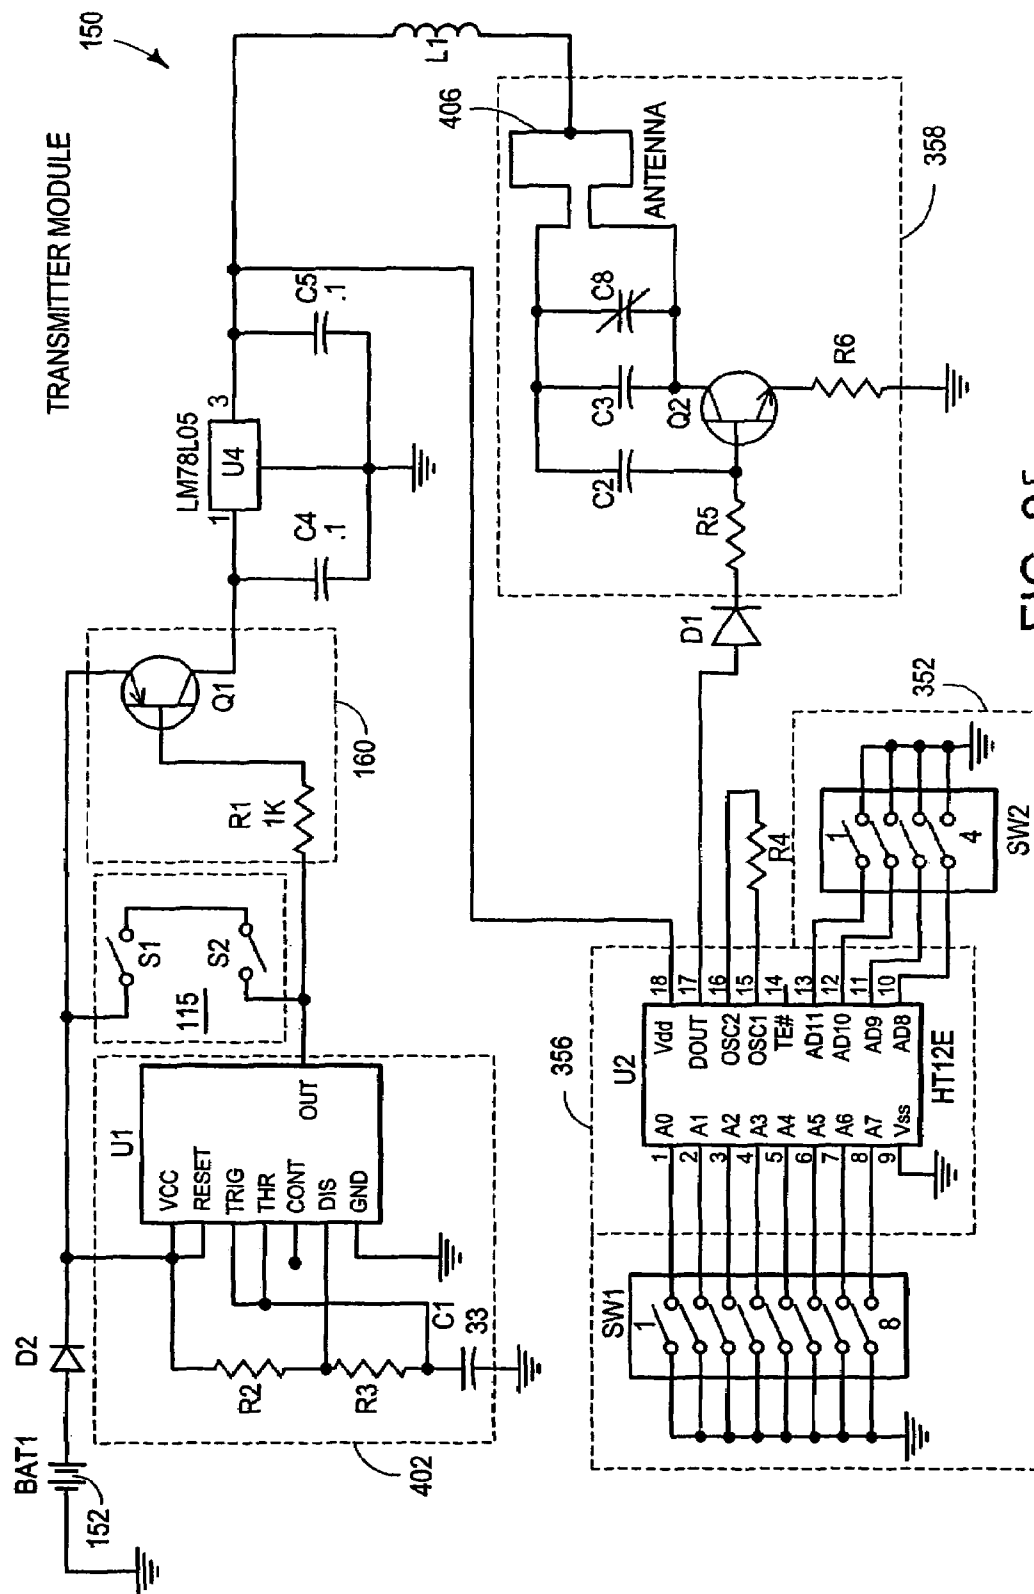 TRANSMITTER MODULE
150
BAT1
152
D2
U1
VCC
RESET
TRIG
THR
CONT
DIS
GND
OUT
R2
R3
C1
33
402
S1
S2
115
R1
1K
Q1
160
LM78L05
1
U4
3
C4
.1
C5
.1
L1
406
ANTENNA
C8
C3
C2
Q2
R5
R6
D1
358
SW1
1
8
356
U2
1 A0
2 A1
3 A2
4 A3
5 A4
6 A5
7 A6
8 A7
9 Vss
Vdd 18
DOUT 17
OSC2 16
OSC1 15
TE# 14
AD11 13
AD10 12
AD9 11
AD8 10
HT12E
R4
352
1
4
SW2
FIG.